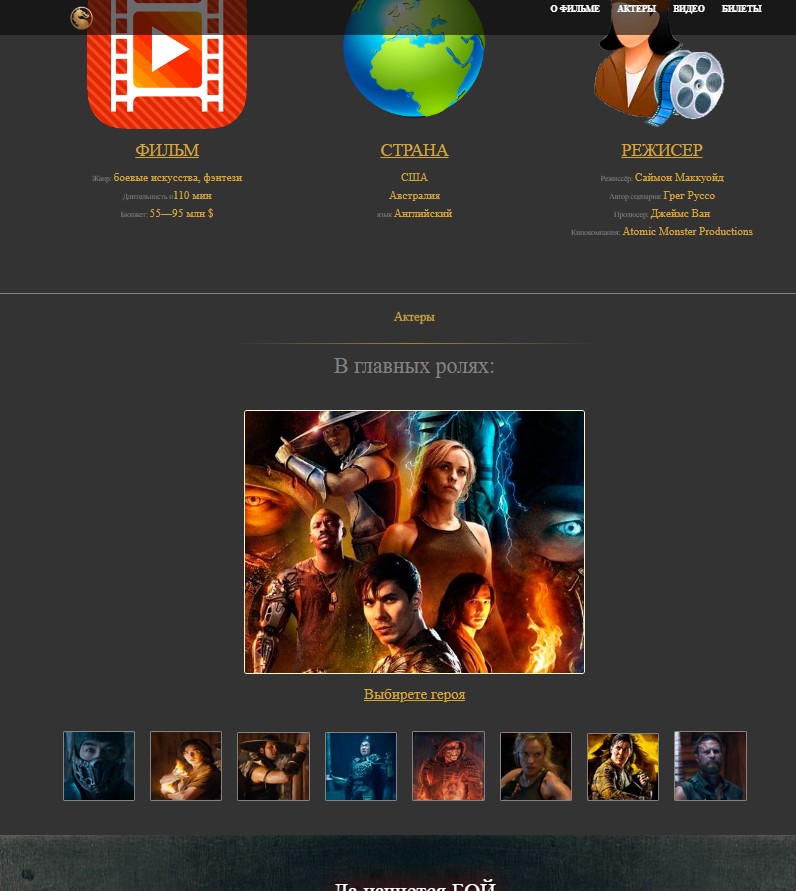 О ФИЛЬМЕ АКТЕРЫ ВИДЕО БИЛЕТЫ
ФИЛЬМ
Жанр: боевые искусства, фэнтези
Длительность 110 мин
Бюджет: 55—95 млн $
СТРАНА
США
Австралия
язык Английский
РЕЖИСЕР
Режиссёр: Саймон Маккуойд
Автор сценария: Грег Руссо
Продюсер: Джеймс Ван
Кинокомпания: Atomic Monster Productions
Актеры
В главных ролях:
Выбирете героя
Да начнется БОЙ